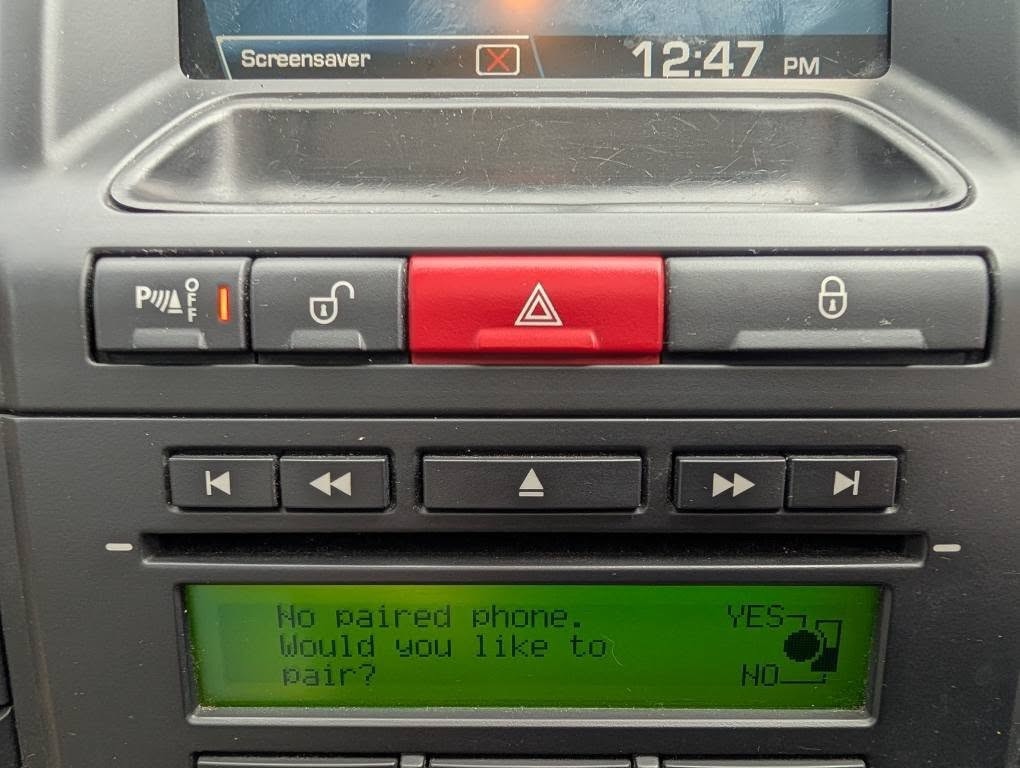 Screensaver 12:47 PM
P OFF
No paired phone. YES
Would you like to
pair? NO